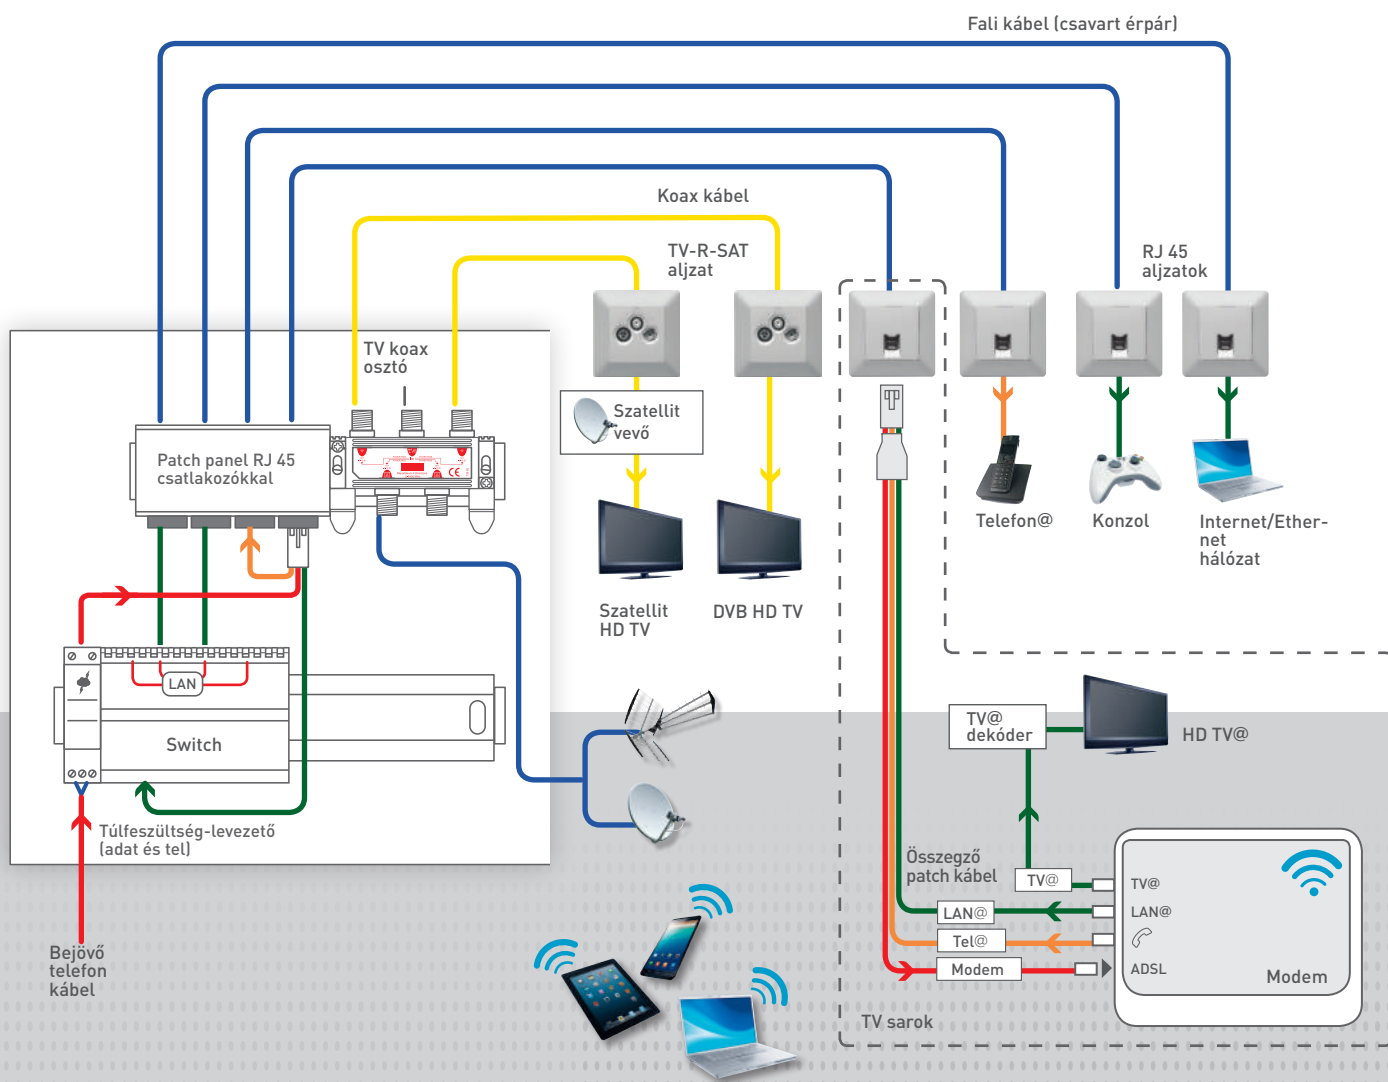 Fali kábel (csavart érpár)
Koax kábel
TV-R-SAT
aljzat
RJ 45
aljzatok
TV koax
osztó
Szatellit
vevő
Patch panel RJ 45
csatlakozókkal
CE
Telefon@
Konzol
Internet/Ether-
net
hálózat
Szatellit
HD TV
DVB HD TV
LAN
Switch
TV@
dekóder
HD TV@
Túlfeszültség-levezető
(adat és tel)
Összegző
patch kábel
TV@
TV@
LAN@
LAN@
Tel@
Modem
ADSL
Modem
Bejövő
telefon
kábel
TV sarok